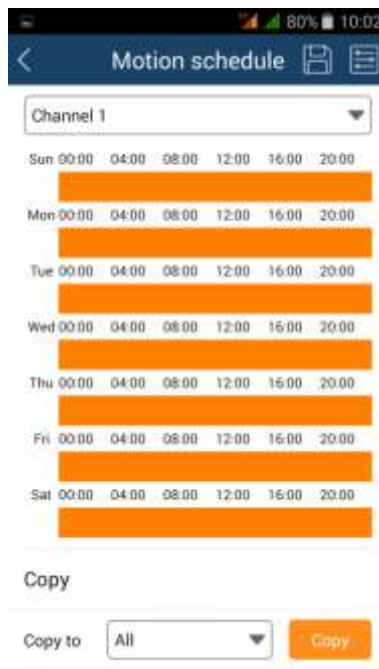 80% 10:02
Motion schedule
Channel 1
Sun 00:00 04:00 08:00 12:00 16:00 20:00
Mon 00:00 04:00 08:00 12:00 16:00 20:00
Tue 00:00 04:00 08:00 12:00 16:00 20:00
Wed 00:00 04:00 08:00 12:00 16:00 20:00
Thu 00:00 04:00 08:00 12:00 16:00 20:00
Fri 00:00 04:00 08:00 12:00 16:00 20:00
Sat 00:00 04:00 08:00 12:00 16:00 20:00
Copy
Copy to All Copy